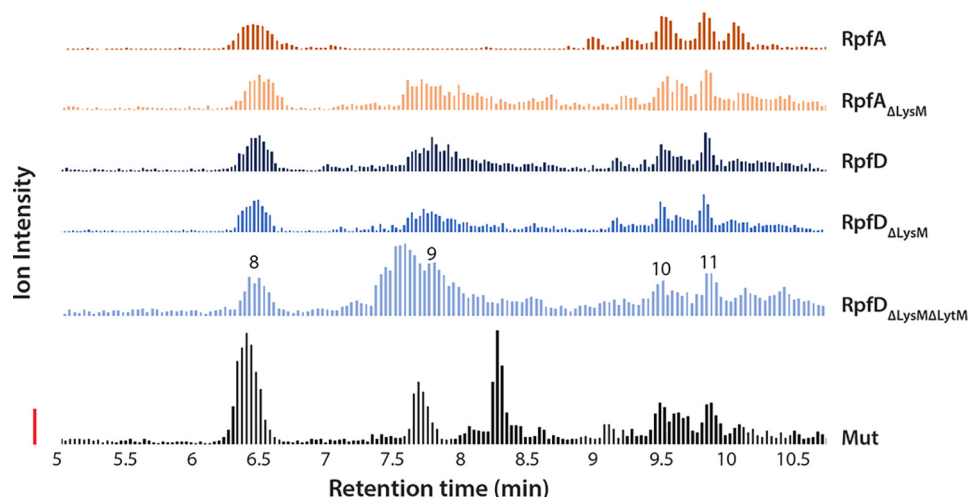 RpfA
RpfAΔLysM
RpfD
RpfDΔLysM
8 9 10 11
RpfDΔLysMΔLytM
Mut
Ion Intensity
5 5.5 6 6.5 7 7.5 8 8.5 9 9.5 10 10.5
Retention time (min)